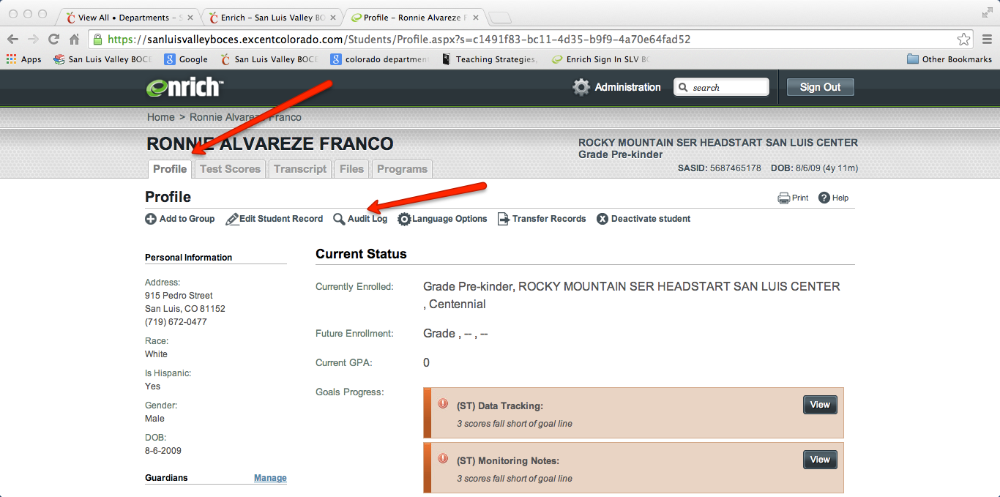 View All • Departments – S
Enrich – San Luis Valley BO
Profile – Ronnie Alvareze F
https://sanluisvalleyboces.excentcolorado.com/Students/Profile.aspx?s=c1491f83-bc11-4d35-b9f9-4a70e64fad52
Apps San Luis Valley BOCE Google San Luis Valley BOCE colorado department Teaching Strategies, Enrich Sign In SLV BO Other Bookmarks
enrich™ Administration search Sign Out
Home > Ronnie Alvareze Franco
RONNIE ALVAREZE FRANCO
ROCKY MOUNTAIN SER HEADSTART SAN LUIS CENTER
Grade Pre-kinder
SASID: 5687465178 DOB: 8/6/09 (4y 11m)
Profile Test Scores Transcript Files Programs
Profile
Print Help
Add to Group Edit Student Record Audit Log Language Options Transfer Records Deactivate student
Personal Information
Address:
915 Pedro Street
San Luis, CO 81152
(719) 672-0477
Race:
White
Is Hispanic:
Yes
Gender:
Male
DOB:
8-6-2009
Guardians Manage
Current Status
Currently Enrolled: Grade Pre-kinder, ROCKY MOUNTAIN SER HEADSTART SAN LUIS CENTER
, Centennial
Future Enrollment: Grade , -- , --
Current GPA: 0
Goals Progress:
(ST) Data Tracking: View
3 scores fall short of goal line
(ST) Monitoring Notes: View
3 scores fall short of goal line